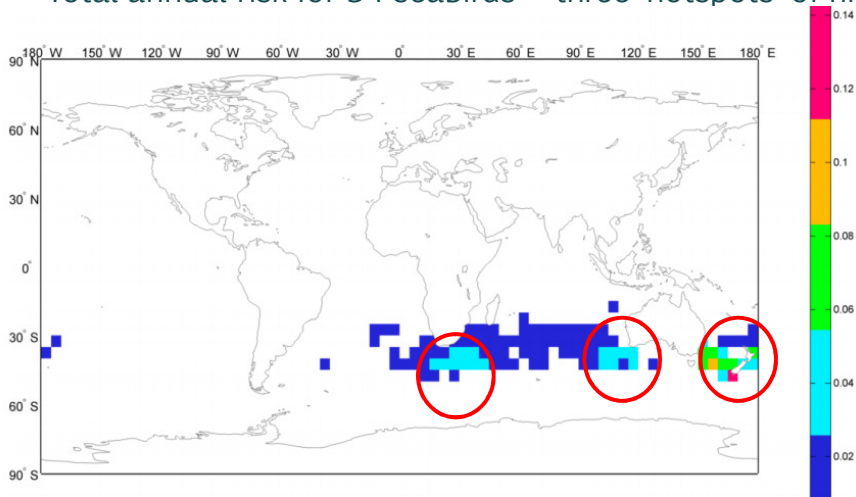 Total annual risk for seabirds – three 'hotspots' of
180° W 150° W 120° W 90° W 60° W 30° W 0° 30° E 60° E 90° E 120° E 150° E 180° E
90° N
60° N
30° N
0°
30° S
60° S
90° S
0.14
0.12
0.1
0.08
0.06
0.04
0.02